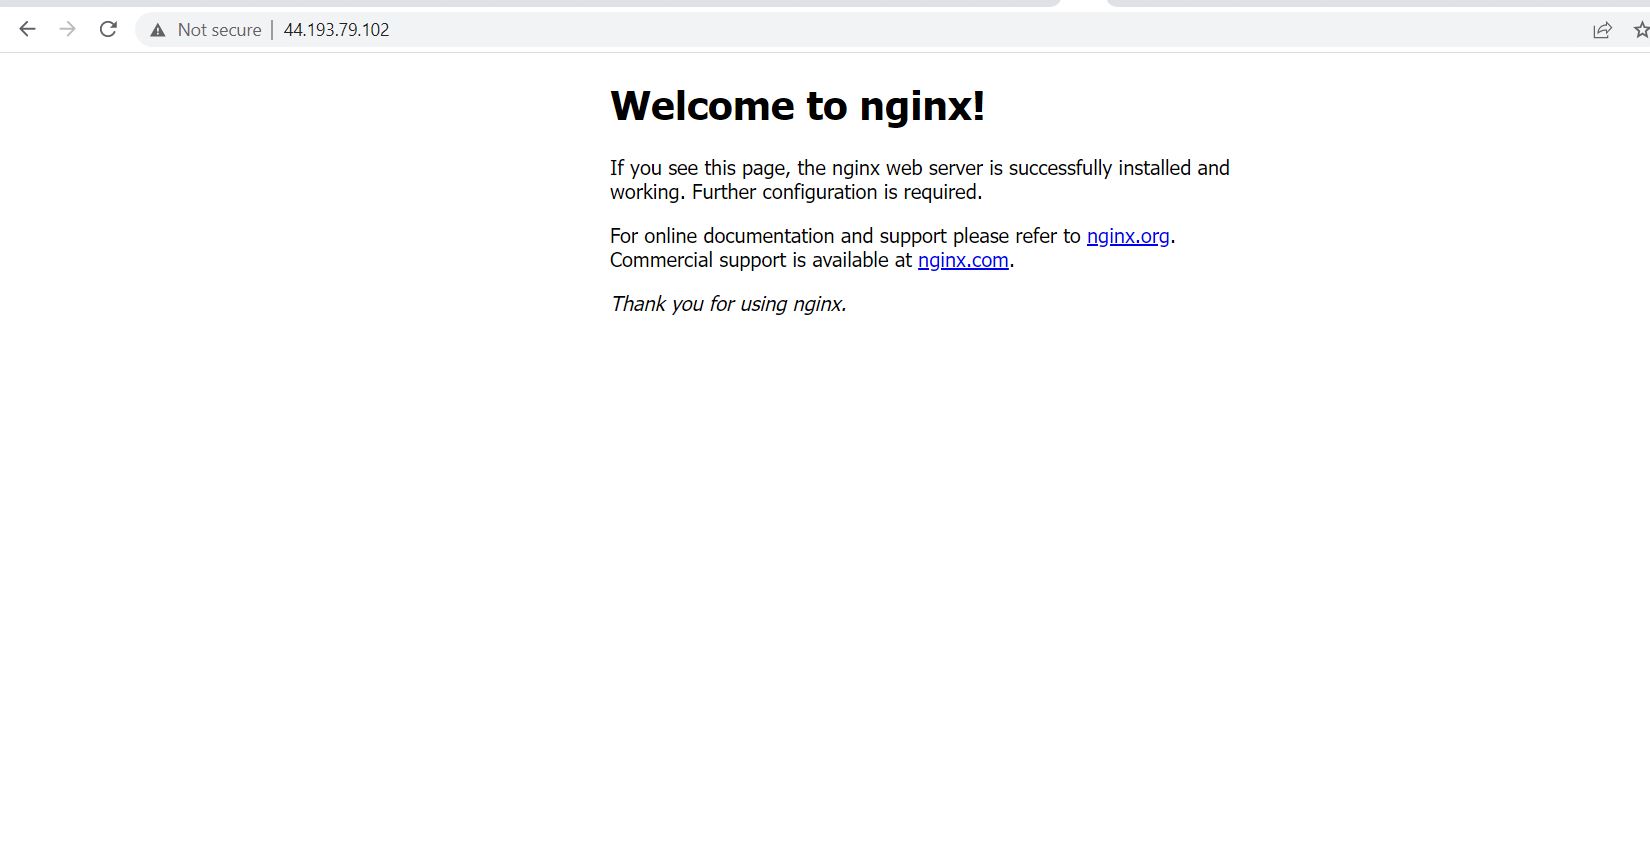 Not secure | 44.193.79.102
Welcome to nginx!
If you see this page, the nginx web server is successfully installed and
working. Further configuration is required.
For online documentation and support please refer to nginx.org.
Commercial support is available at nginx.com.
Thank you for using nginx.